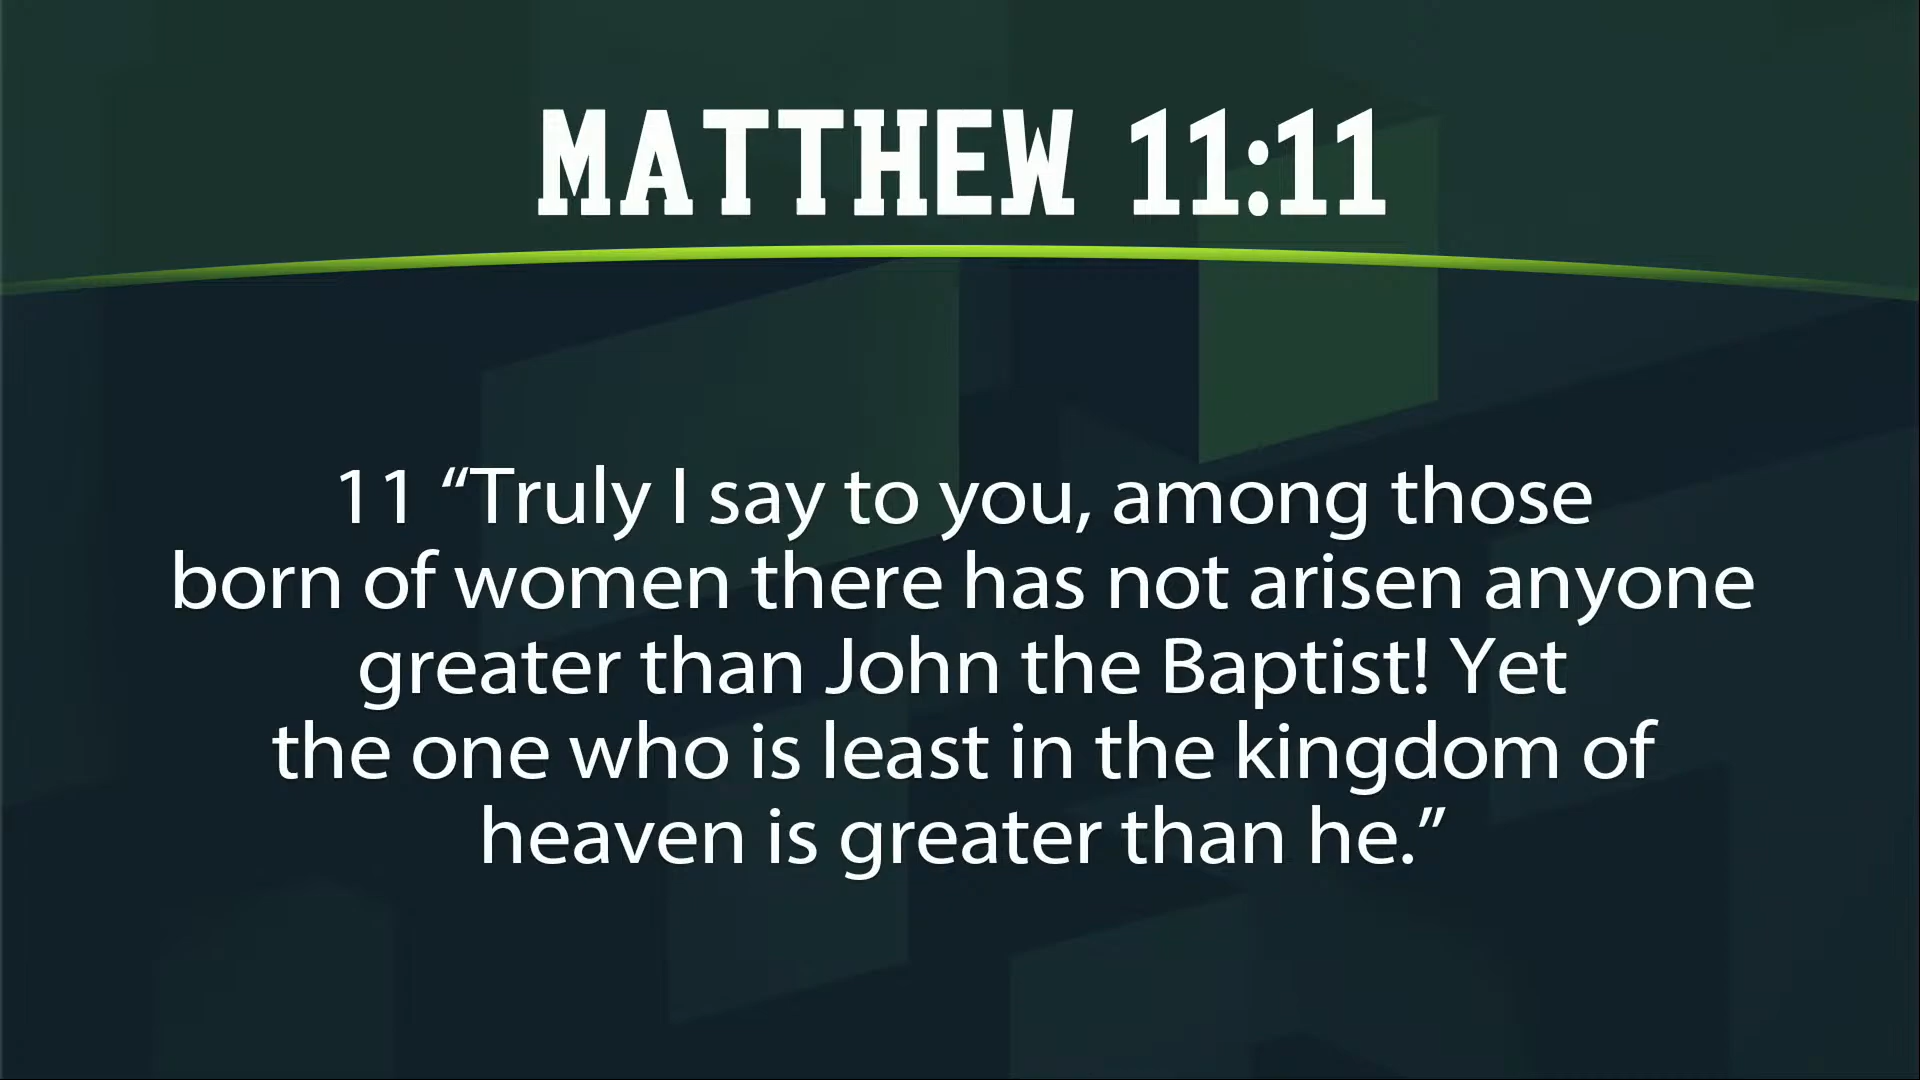 MATTHEW 11:11
11 “Truly I say to you, among those
born of women there has not arisen anyone
greater than John the Baptist! Yet
the one who is least in the kingdom of
heaven is greater than he.”